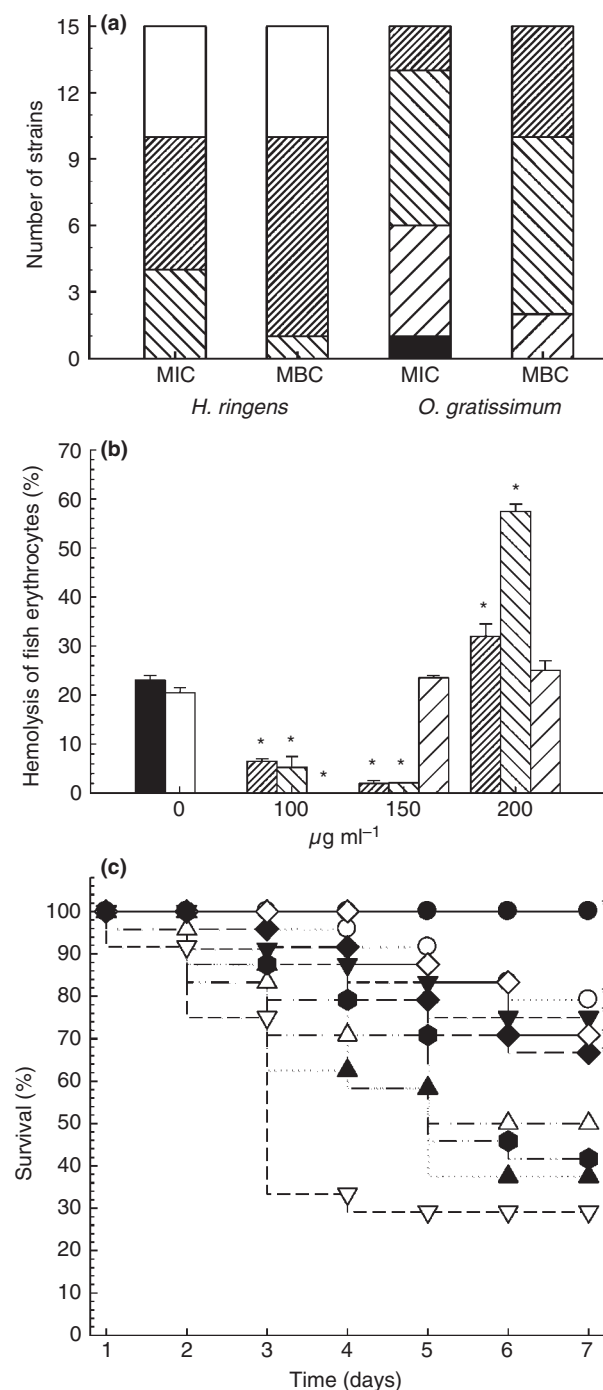 (a)
15
12
9
6
3
0
Number of strains
MIC MBC MIC MBC
H. ringens O. gratissimum
(b)
70
60
50
40
30
20
10
0
Hemolysis of fish erythrocytes (%)
* * * * * * *
0 100 150 200
µg ml–1
(c)
100
90
80
70
60
50
40
30
20
10
0
Survival (%)
1 2 3 4 5 6 7
Time (days)